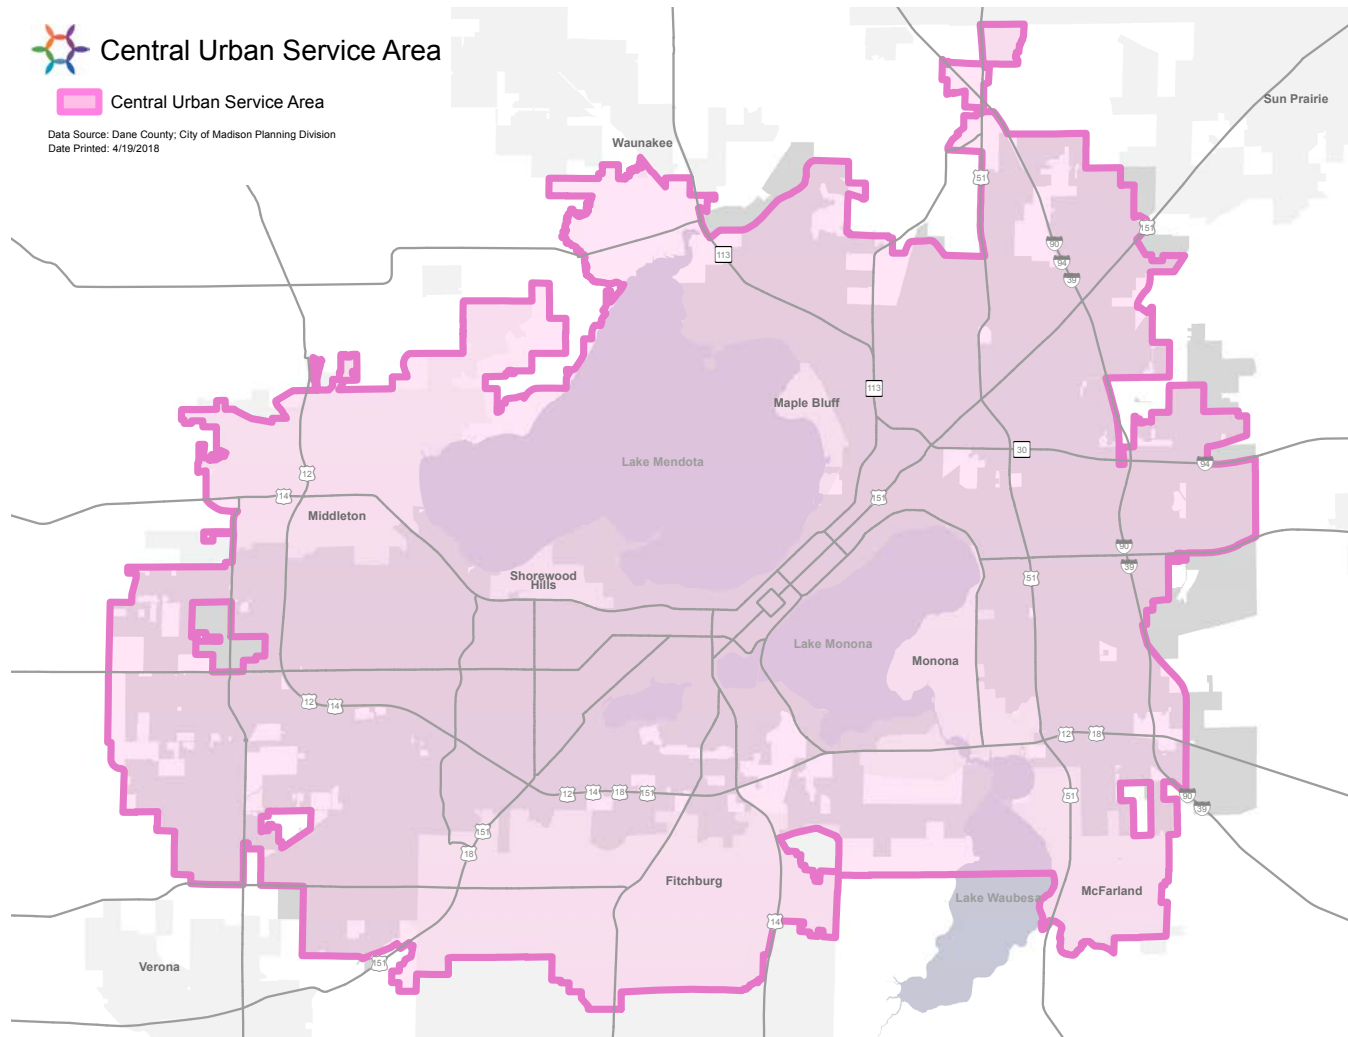 Central Urban Service Area
Central Urban Service Area
Data Source: Dane County; City of Madison Planning Division
Date Printed: 4/19/2018
Sun Prairie
Waunakee
51
151
90
94
39
113
113
Maple Bluff
30
94
Lake Mendota
12
14
151
Middleton
90
39
51
Shorewood
Hills
Lake Monona
Monona
12
14
12
18
12
14
18
151
51
90
39
151
18
Fitchburg
McFarland
Lake Waubesa
14
Verona
151